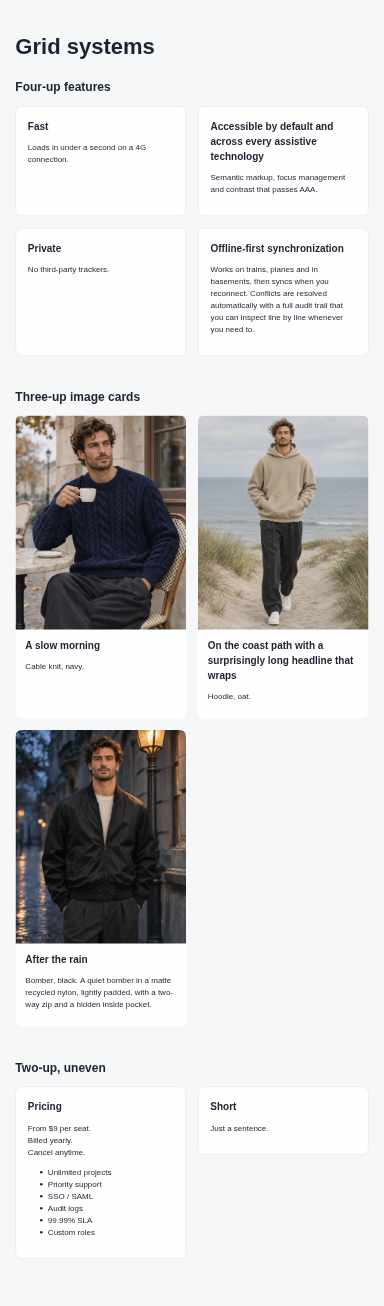 Grid systems
Four-up features
Fast
Loads in under a second on a 4G
connection.
Accessible by default and
across every assistive
technology
Semantic markup, focus management
and contrast that passes AAA.
Private
No third-party trackers.
Offline-first synchronization
Works on trains, planes and in
basements, then syncs when you
reconnect. Conflicts are resolved
automatically with a full audit trail that
you can inspect line by line whenever
you need to.
Three-up image cards
A slow morning
Cable knit, navy.
On the coast path with a
surprisingly long headline that
wraps
Hoodie, oat.
After the rain
Bomber, black. A quiet bomber in a matte
recycled nylon, lightly padded, with a two-
way zip and a hidden inside pocket.
Two-up, uneven
Pricing
From $9 per seat.
Billed yearly.
Cancel anytime.
• Unlimited projects
• Priority support
• SSO / SAML
• Audit logs
• 99.99% SLA
• Custom roles
Short
Just a sentence.